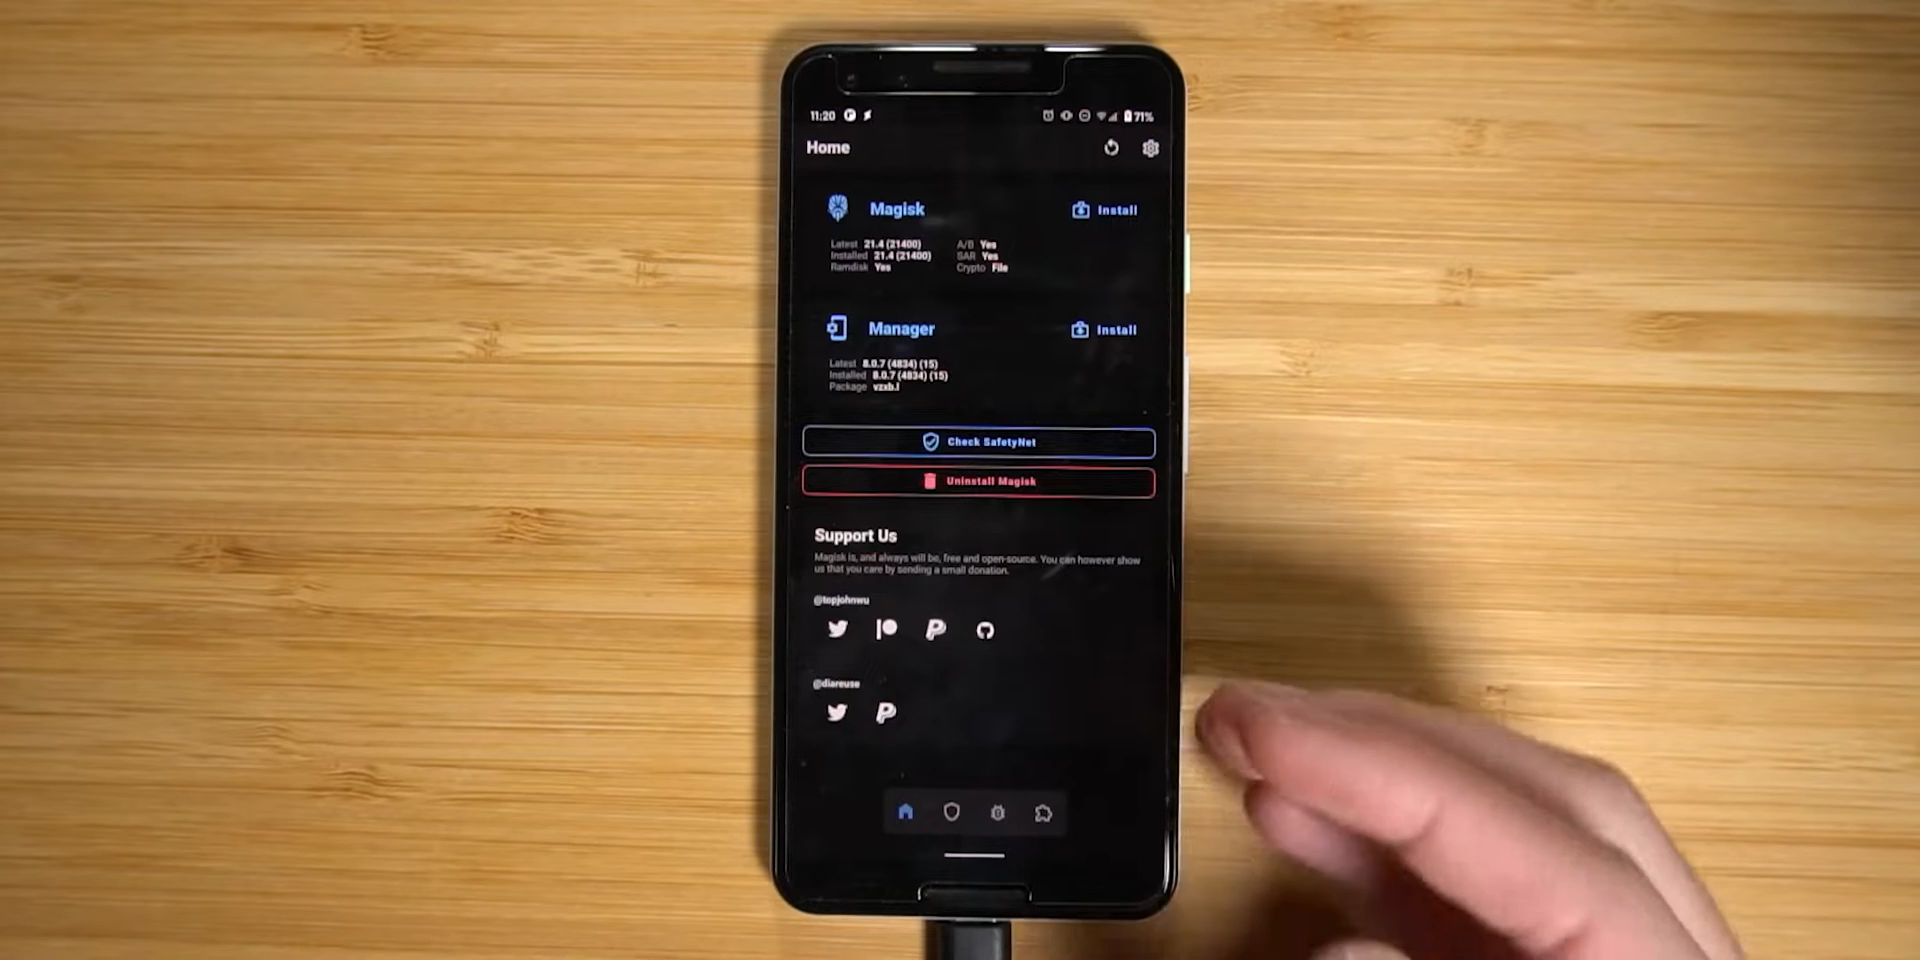 11:20 71%
Home
Magisk Install
Latest 21.4 (21400) A/B Yes
Installed 21.4 (21400) SAR Yes
Ramdisk Yes Crypto File
Manager Install
Latest 8.0.7 (4834) (15)
Installed 8.0.7 (4834) (15)
Package vzxb.l
Check SafetyNet
Uninstall Magisk
Support Us
Magisk is, and always will be, free and open-source. You can however show
us that you care by sending a small donation.
@topjohnwu
@diareuse